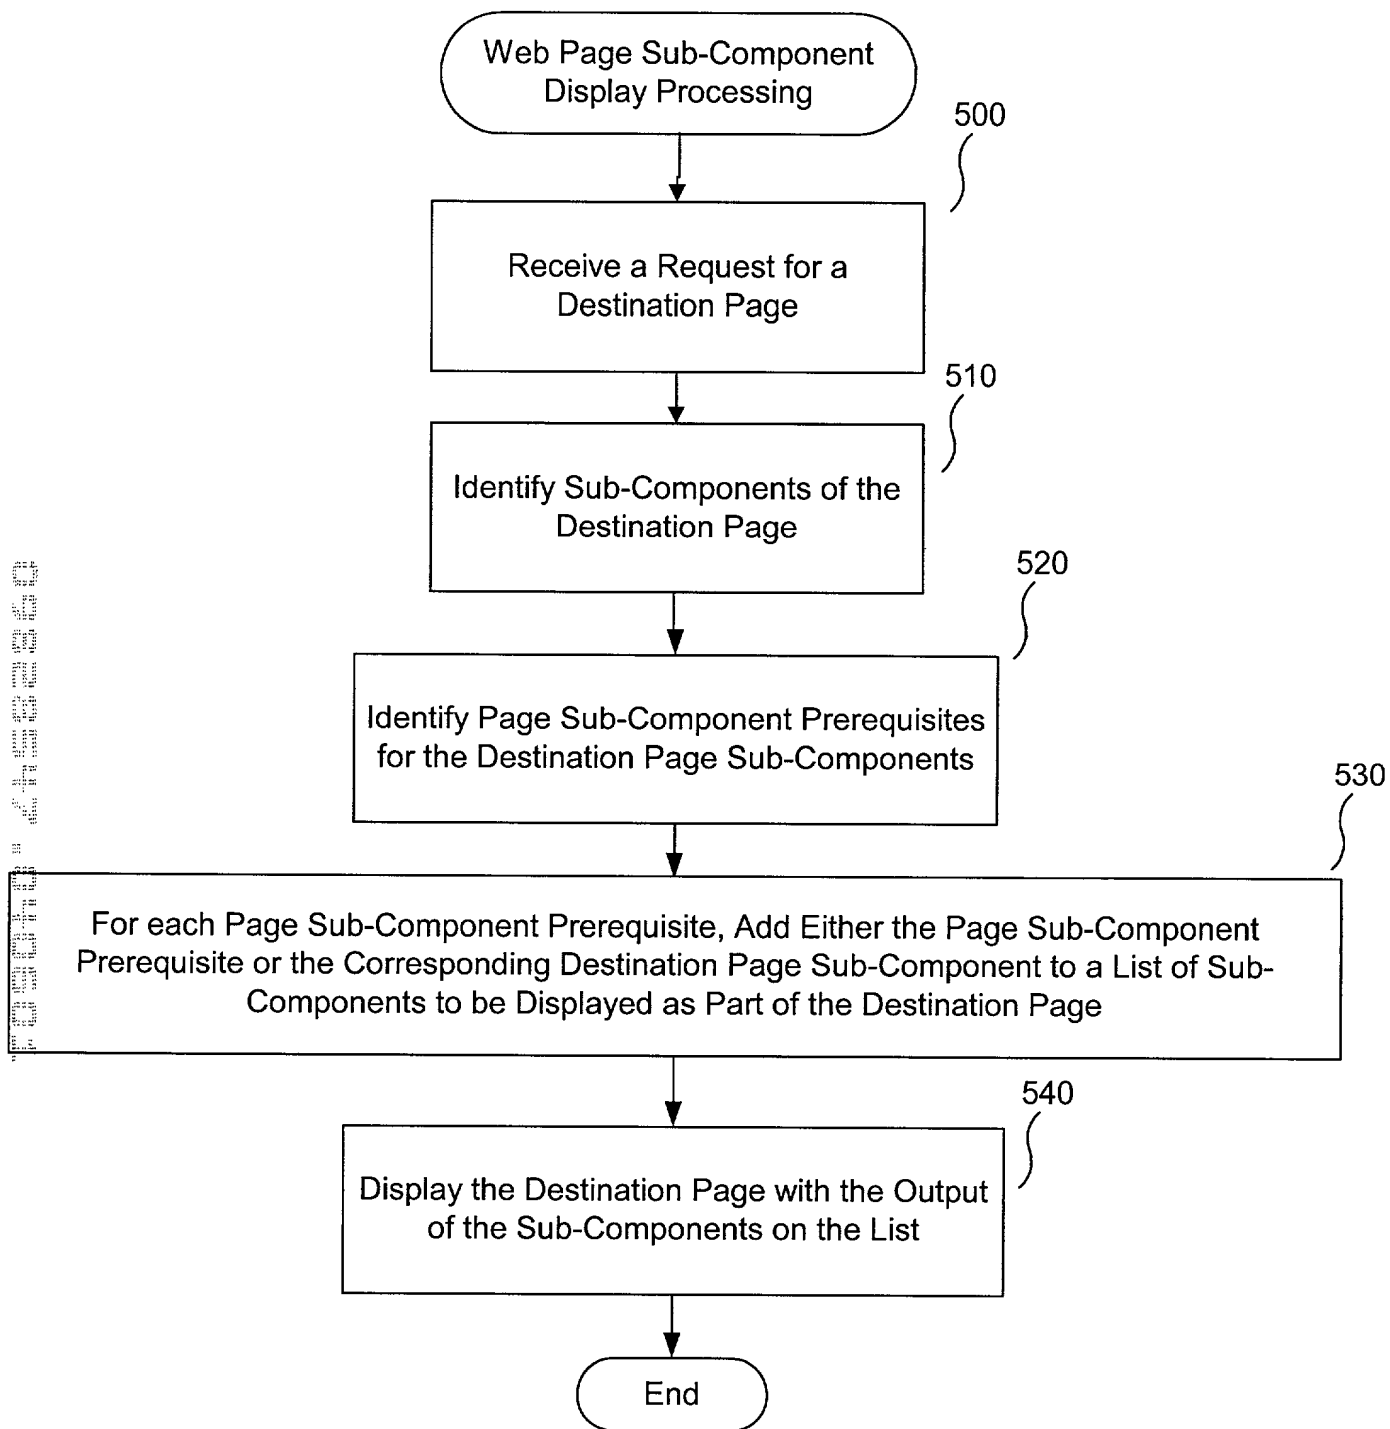 Web Page Sub-Component
Display Processing
500
Receive a Request for a
Destination Page
510
Identify Sub-Components of the
Destination Page
520
Identify Page Sub-Component Prerequisites
for the Destination Page Sub-Components
530
For each Page Sub-Component Prerequisite, Add Either the Page Sub-Component
Prerequisite or the Corresponding Destination Page Sub-Component to a List of Sub-
Components to be Displayed as Part of the Destination Page
540
Display the Destination Page with the Output
of the Sub-Components on the List
End